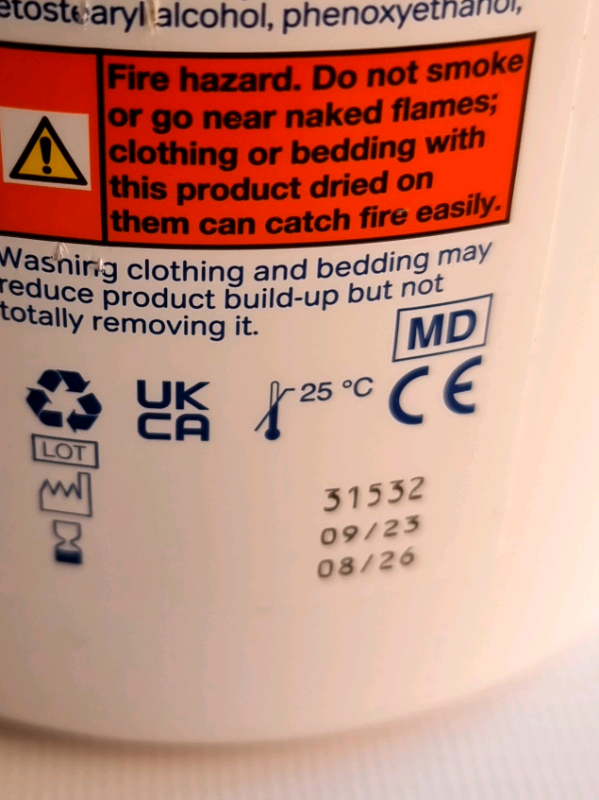 etostearyl alcohol, phenoxyethanol,
Fire hazard. Do not smoke
or go near naked flames;
clothing or bedding with
this product dried on
them can catch fire easily.
Washing clothing and bedding may
reduce product build-up but not
totally removing it.
MD
UK
CA
25 °C
CE
LOT
31532
09/23
08/26